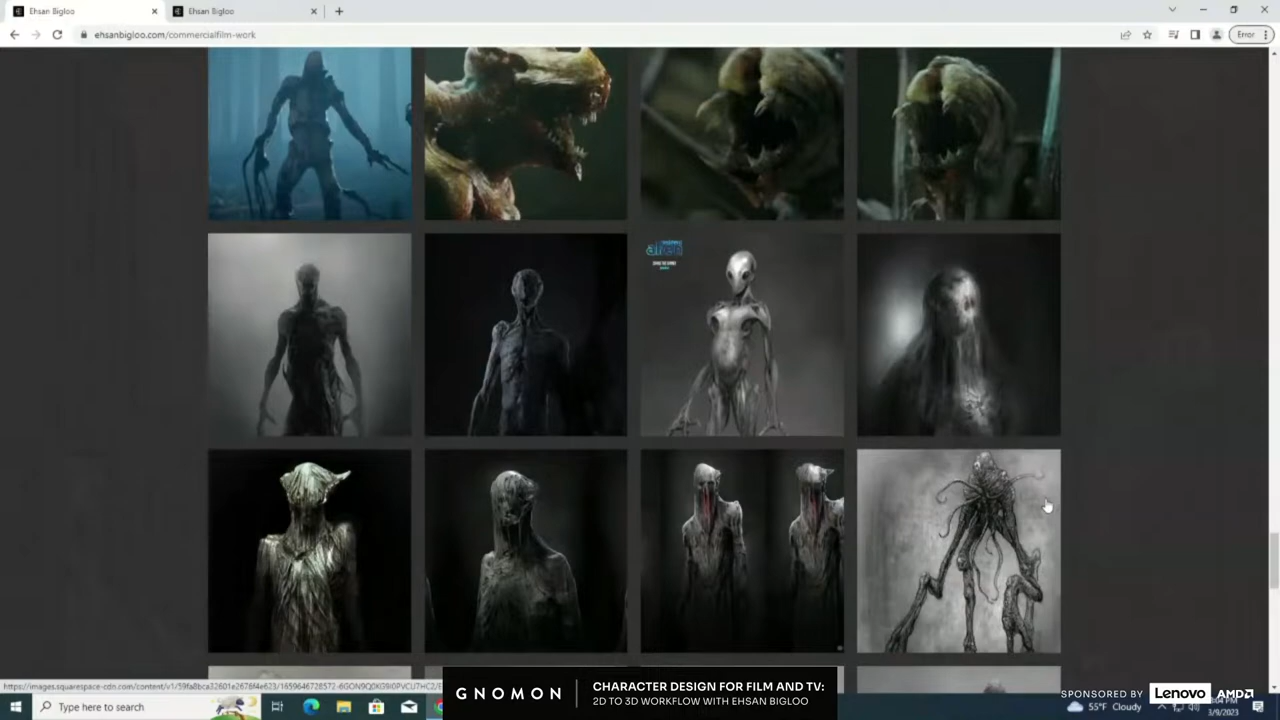 Ehsan Bigloo
Ehsan Bigloo
ehsanbigloo.com/commercialfilm-work
Error
alien
Type here to search
GNOMON
CHARACTER DESIGN FOR FILM AND TV:
2D TO 3D WORKFLOW WITH EHSAN BIGLOO
SPONSORED BY Lenovo AMD
55°F Cloudy
3/9/2023